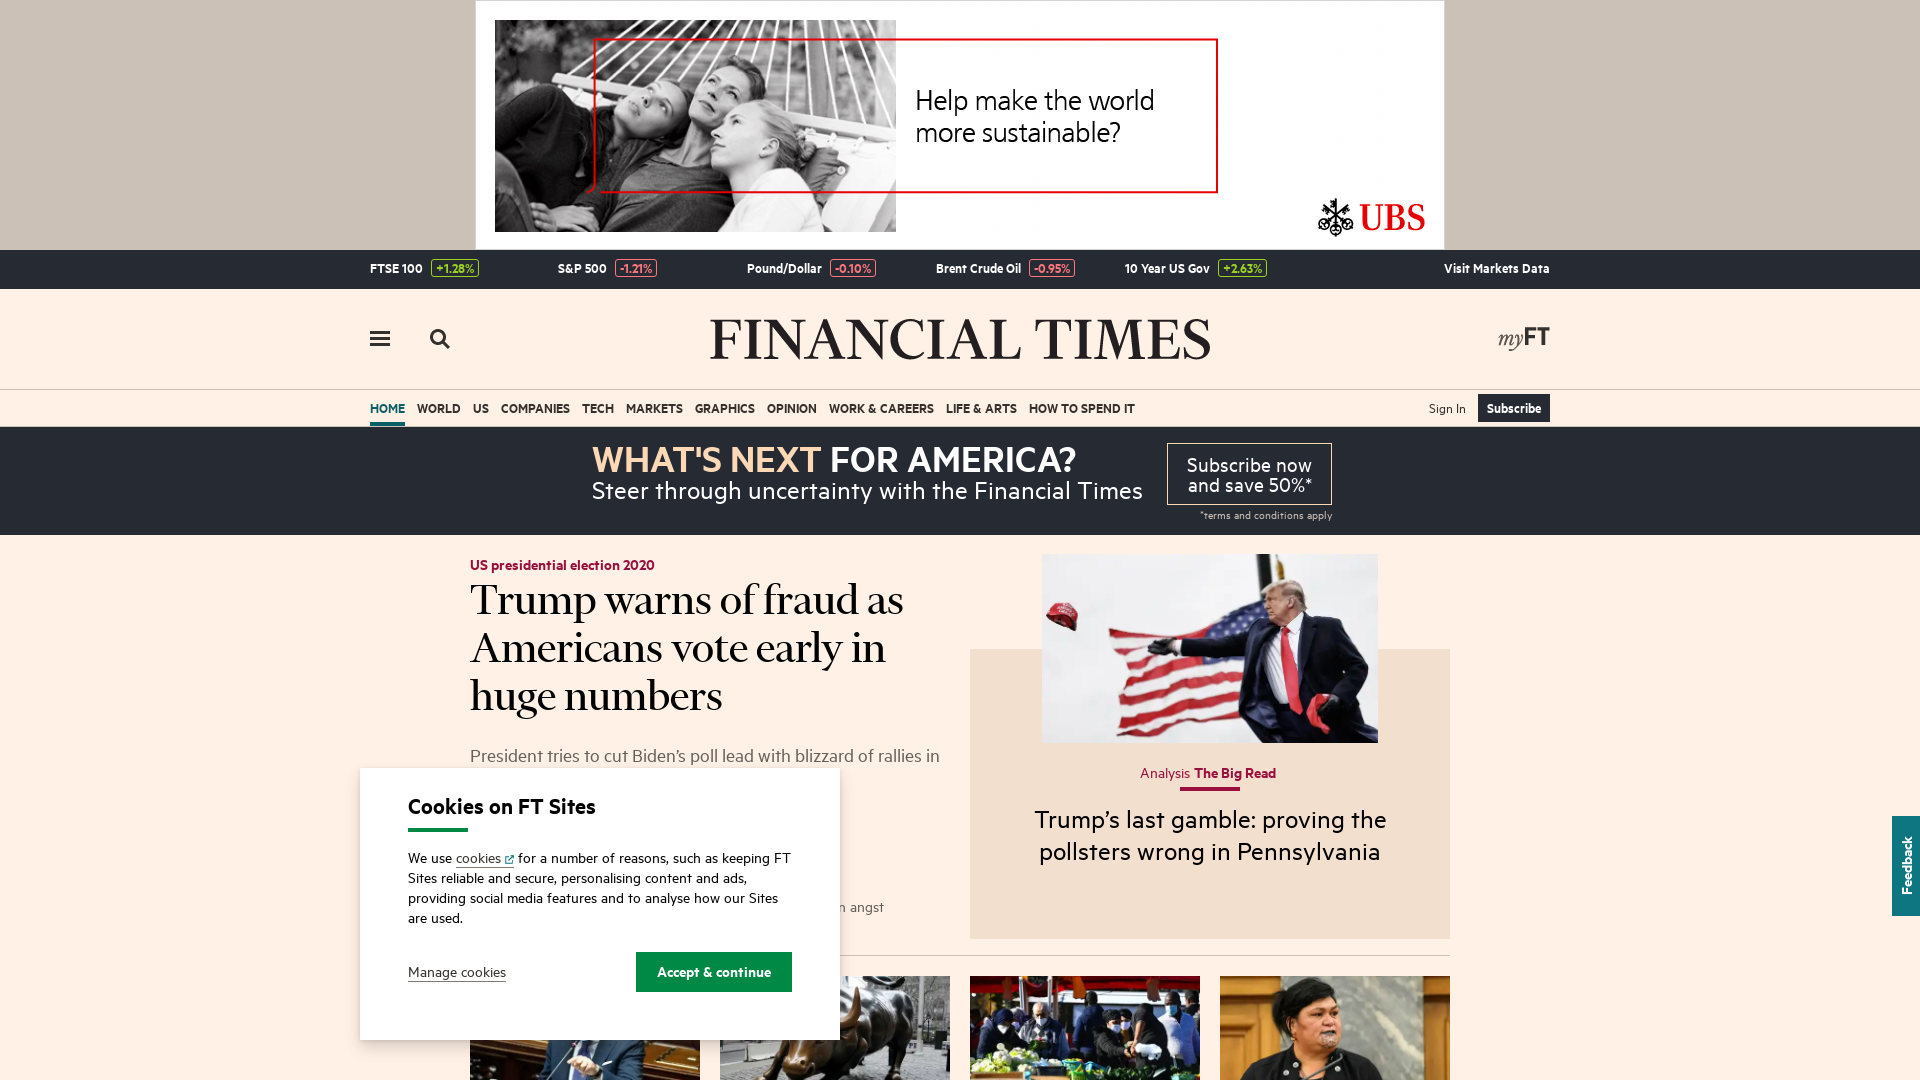 Help make the world
more sustainable?
UBS
FTSE 100 +1.28%
S&P 500 -1.21%
Pound/Dollar -0.10%
Brent Crude Oil -0.95%
10 Year US Gov +2.63%
Visit Markets Data
FINANCIAL TIMES
myFT
HOME WORLD US COMPANIES TECH MARKETS GRAPHICS OPINION WORK & CAREERS LIFE & ARTS HOW TO SPEND IT
Sign In
Subscribe
WHAT'S NEXT FOR AMERICA?
Steer through uncertainty with the Financial Times
Subscribe now
and save 50%*
*terms and conditions apply
US presidential election 2020
Trump warns of fraud as
Americans vote early in
huge numbers
President tries to cut Biden’s poll lead with blizzard of rallies in
angst
Analysis The Big Read
Trump’s last gamble: proving the
pollsters wrong in Pennsylvania
Cookies on FT Sites
We use cookies for a number of reasons, such as keeping FT
Sites reliable and secure, personalising content and ads,
providing social media features and to analyse how our Sites
are used.
Manage cookies
Accept & continue
Feedback